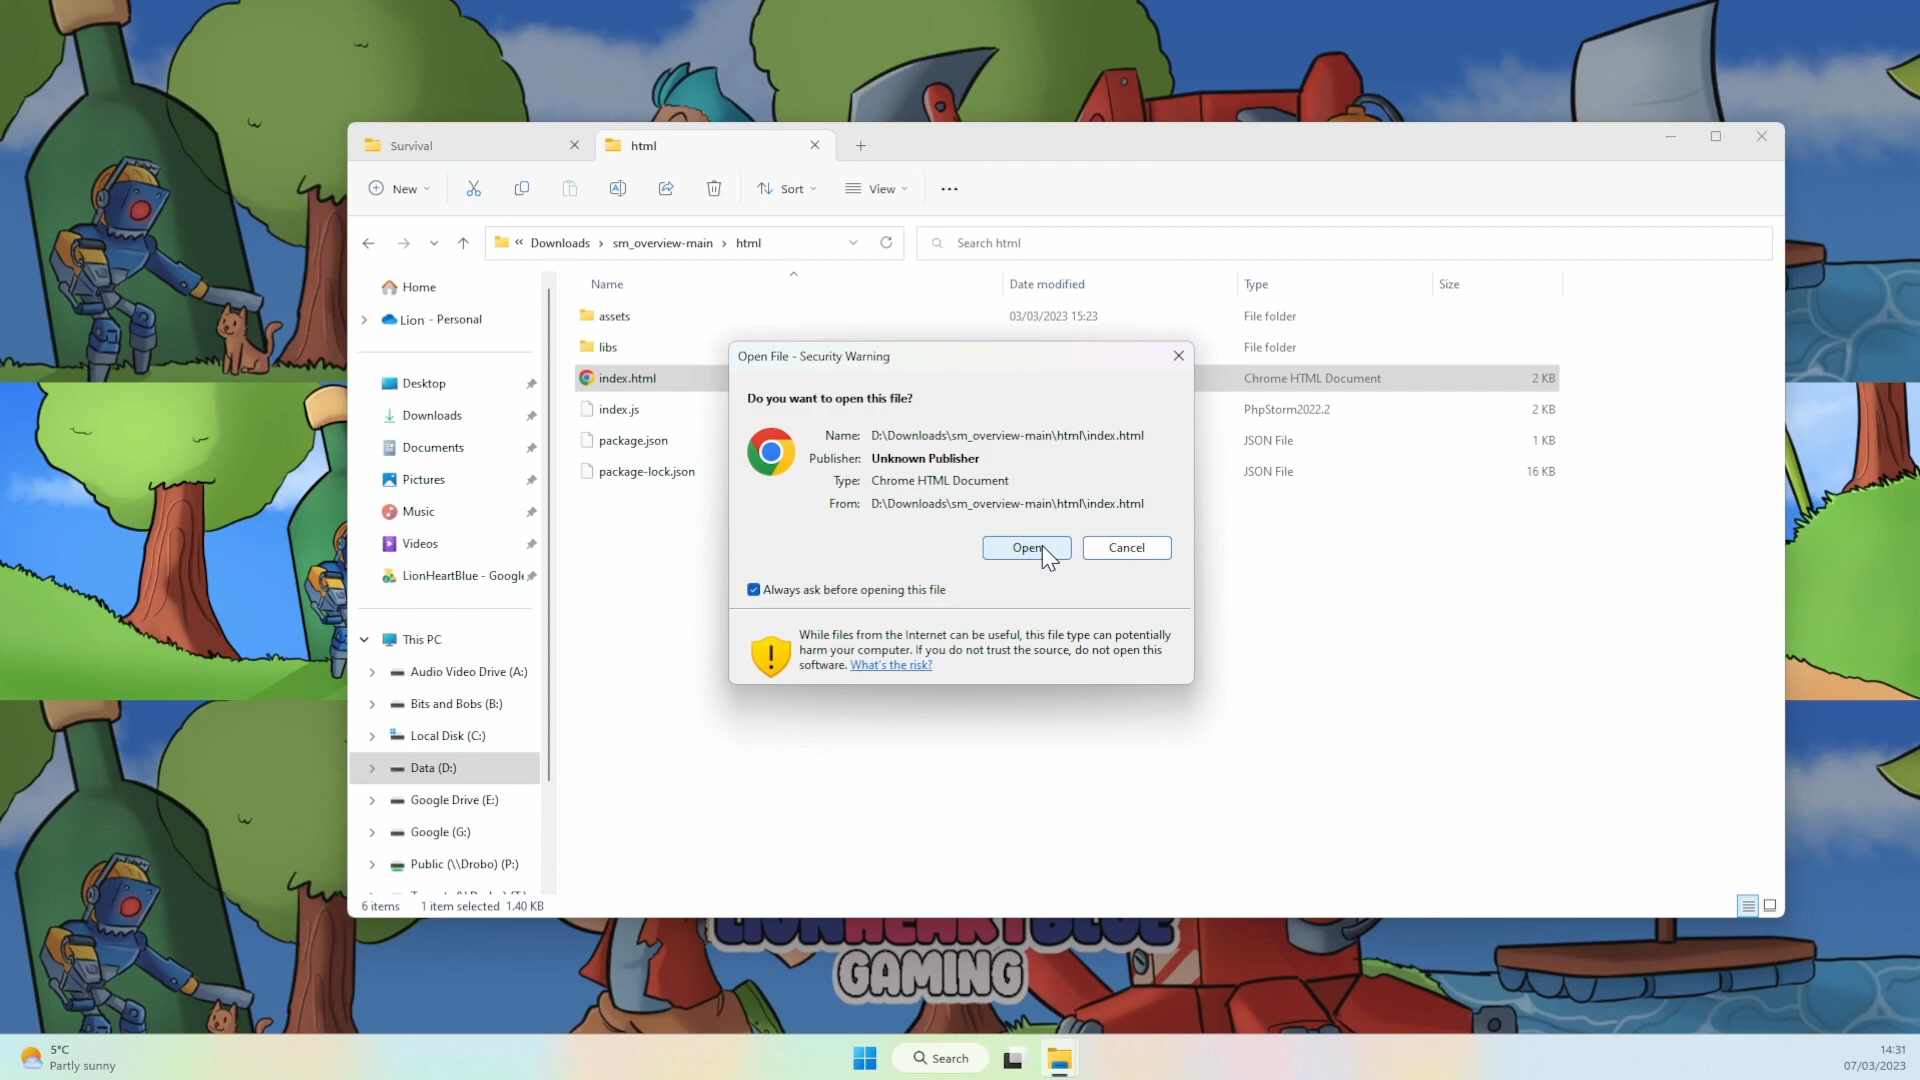 Survival
html
New
Sort
View
Downloads
sm_overview-main
html
Search html
Home
Lion - Personal
Desktop
Downloads
Documents
Pictures
Music
Videos
LionHeartBlue - Google
This PC
Audio Video Drive (A:)
Bits and Bobs (B:)
Local Disk (C:)
Data (D:)
Google Drive (E:)
Google (G:)
Public (\\Drobo) (P:)
Name
Date modified
Type
Size
assets
03/03/2023 15:23
File folder
libs
File folder
index.html
Chrome HTML Document
2 KB
index.js
PhpStorm2022.2
2 KB
package.json
JSON File
1 KB
package-lock.json
JSON File
16 KB
Open File - Security Warning
Do you want to open this file?
Name: D:\Downloads\sm_overview-main\html\index.html
Publisher: Unknown Publisher
Type: Chrome HTML Document
From: D:\Downloads\sm_overview-main\html\index.html
Open
Cancel
Always ask before opening this file
While files from the Internet can be useful, this file type can potentially
harm your computer. If you do not trust the source, do not open this
software. What's the risk?
6 items
1 item selected 1.40 KB
LIONHEARTBLUE
GAMING
5°C
Partly sunny
Search
14:31
07/03/2023